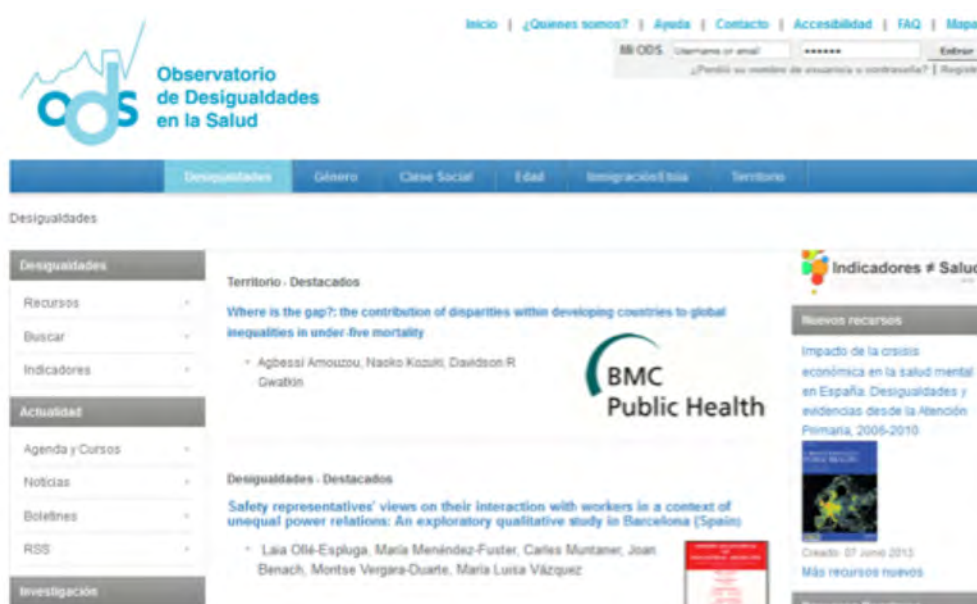 Inicio | ¿Quienes somos? | Ayuda | Contacto | Accesibilidad | FAQ | Mapa
Mi ODS Username or email Entrar
¿Perdió su nombre de usuario/a o contraseña? | Registr
ods
Observatorio
de Desigualdades
en la Salud
Desigualdades Género Clase Social Edad Inmigración/Etnia Territorio
Desigualdades
Desigualdades
Recursos
Buscar
Indicadores
Actualidad
Agenda y Cursos
Noticias
Boletines
RSS
Investigación
Territorio - Destacados
Where is the gap?: the contribution of disparities within developing countries to global
inequalities in under-five mortality
Agbessi Amouzou, Naoko Kozuki, Davidson R
Gwatkin
BMC
Public Health
Desigualdades - Destacados
Safety representatives' views on their interaction with workers in a context of
unequal power relations: An exploratory qualitative study in Barcelona (Spain)
Laia Ollé-Espluga, María Menéndez-Fuster, Carles Muntaner, Joan
Benach, Montse Vergara-Duarte, María Luisa Vázquez
Indicadores ≠ Salud
Nuevos recursos
Impacto de la crisis
económica en la salud mental
en España. Desigualdades y
evidencias desde la Atención
Primaria, 2006-2010
Creado: 07 Junio 2013
Más recursos nuevos